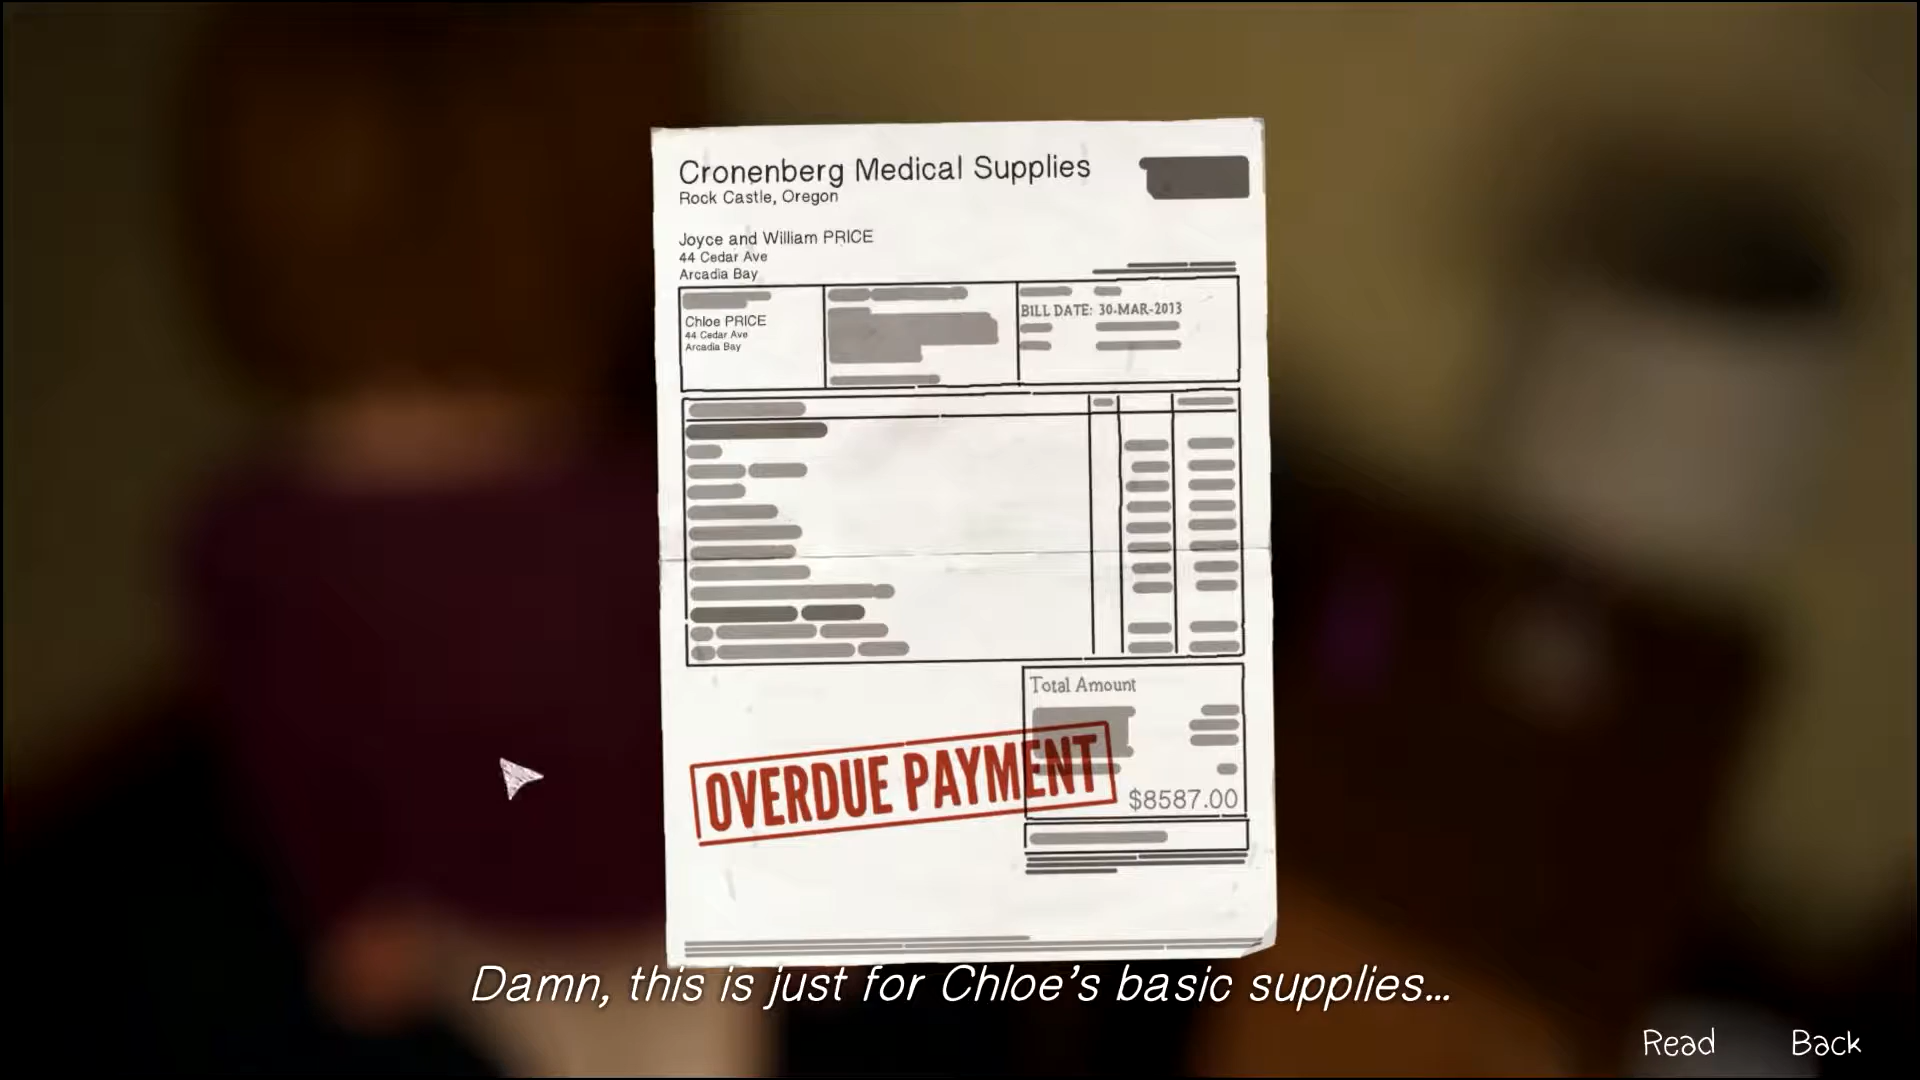 Cronenberg Medical Supplies
Rock Castle, Oregon
Joyce and William PRICE
44 Cedar Ave
Arcadia Bay
Chloe PRICE
44 Cedar Ave
Arcadia Bay
BILL DATE: 30-MAR-2013
Total Amount
OVERDUE PAYMENT
$8587.00
Damn, this is just for Chloe's basic supplies...
Read Back